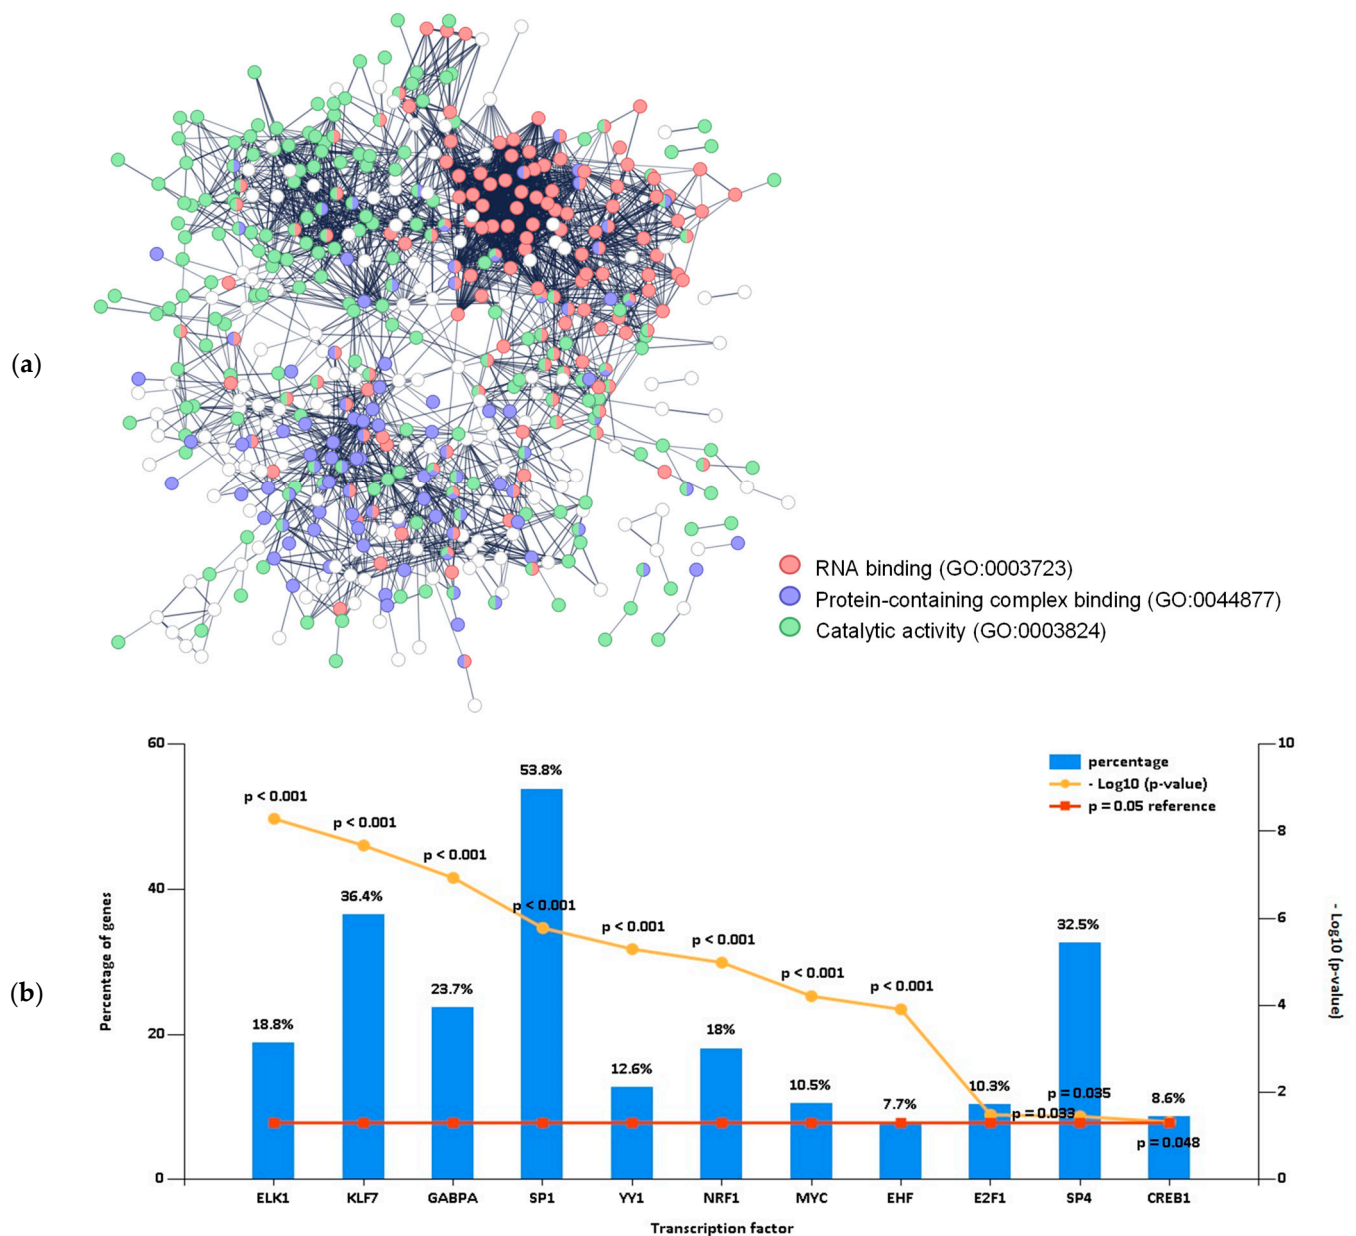 (a)
RNA binding (GO:0003723)
Protein-containing complex binding (GO:0044877)
Catalytic activity (GO:0003824)
(b)
60
40
20
0
Percentage of genes
10
8
6
4
2
0
- Log10 (p-value)
percentage
- Log10 (p-value)
p = 0.05 reference
p < 0.001
p < 0.001
p < 0.001
p < 0.001
p < 0.001
p < 0.001
p < 0.001
p < 0.001
p = 0.033
p = 0.035
p = 0.048
18.8%
36.4%
23.7%
53.8%
12.6%
18%
10.5%
7.7%
10.3%
32.5%
8.6%
ELK1
KLF7
GABPA
SP1
YY1
NRF1
MYC
EHF
E2F1
SP4
CREB1
Transcription factor